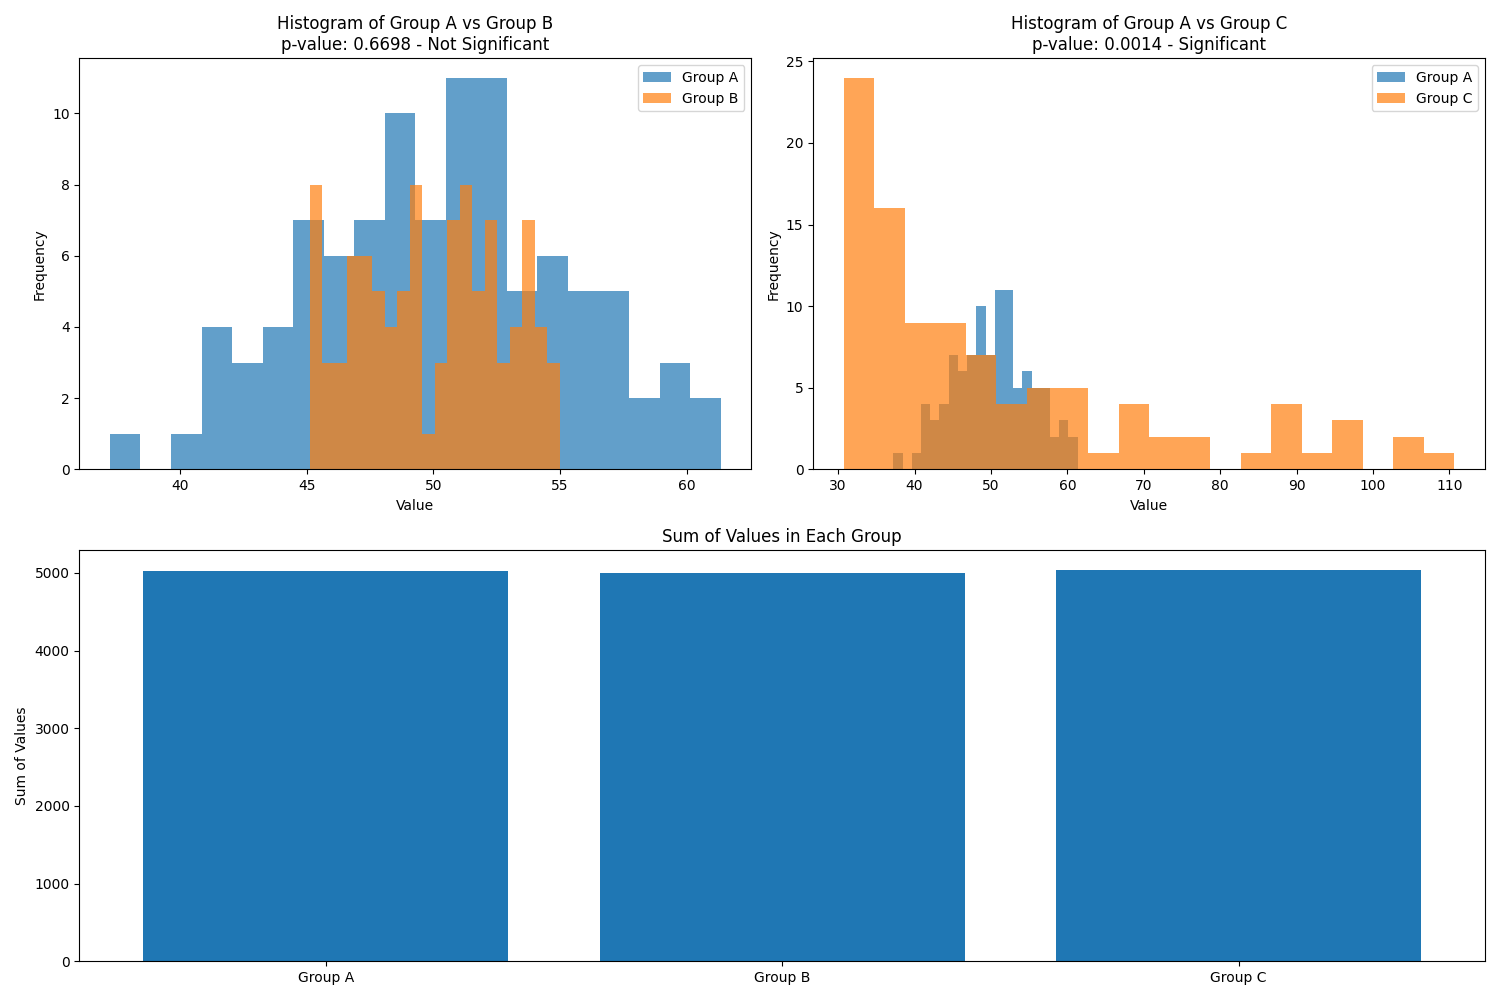 Histogram of Group A vs Group B
p-value: 0.6698 - Not Significant
Group A
Group B
Frequency
10
8
6
4
2
0
40 45 50 55 60
Value
Histogram of Group A vs Group C
p-value: 0.0014 - Significant
Group A
Group C
Frequency
25
20
15
10
5
0
30 40 50 60 70 80 90 100 110
Value
Sum of Values in Each Group
Sum of Values
5000
4000
3000
2000
1000
0
Group A Group B Group C